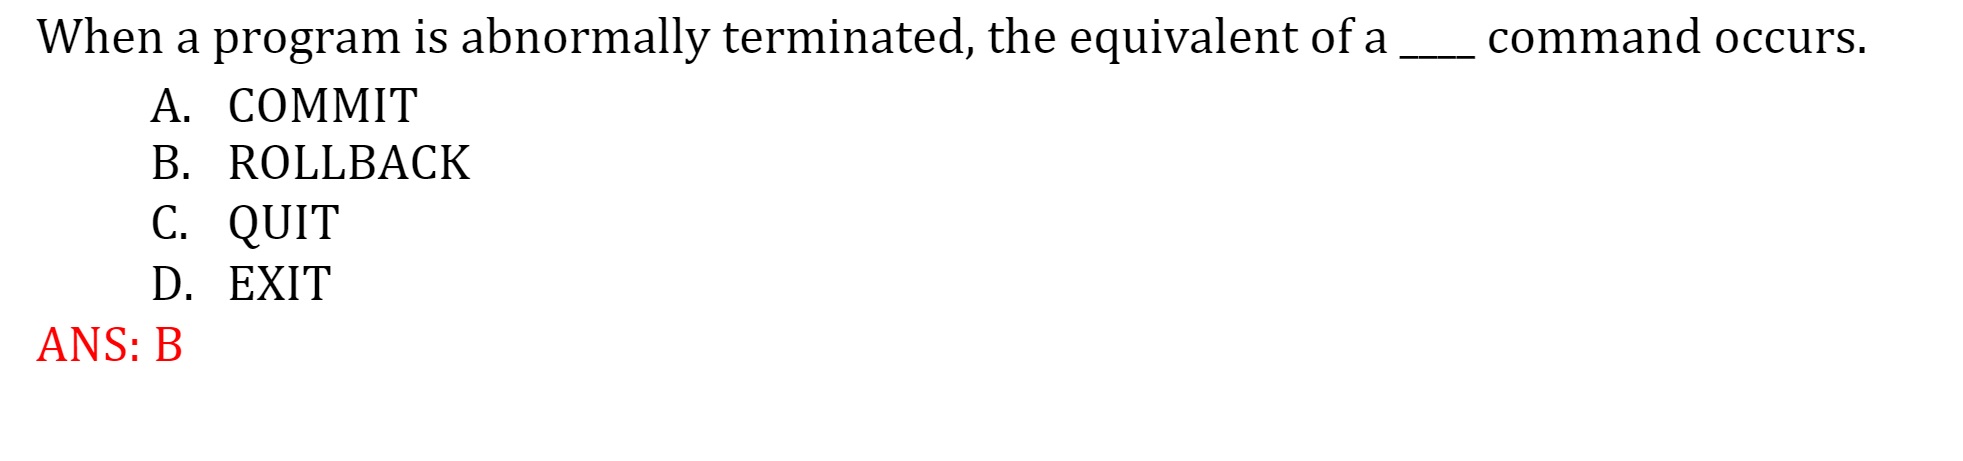 When a program is abnormally terminated, the equivalent of a ____ command occurs.
A. COMMIT
B. ROLLBACK
C. QUIT
D. EXIT
ANS: B